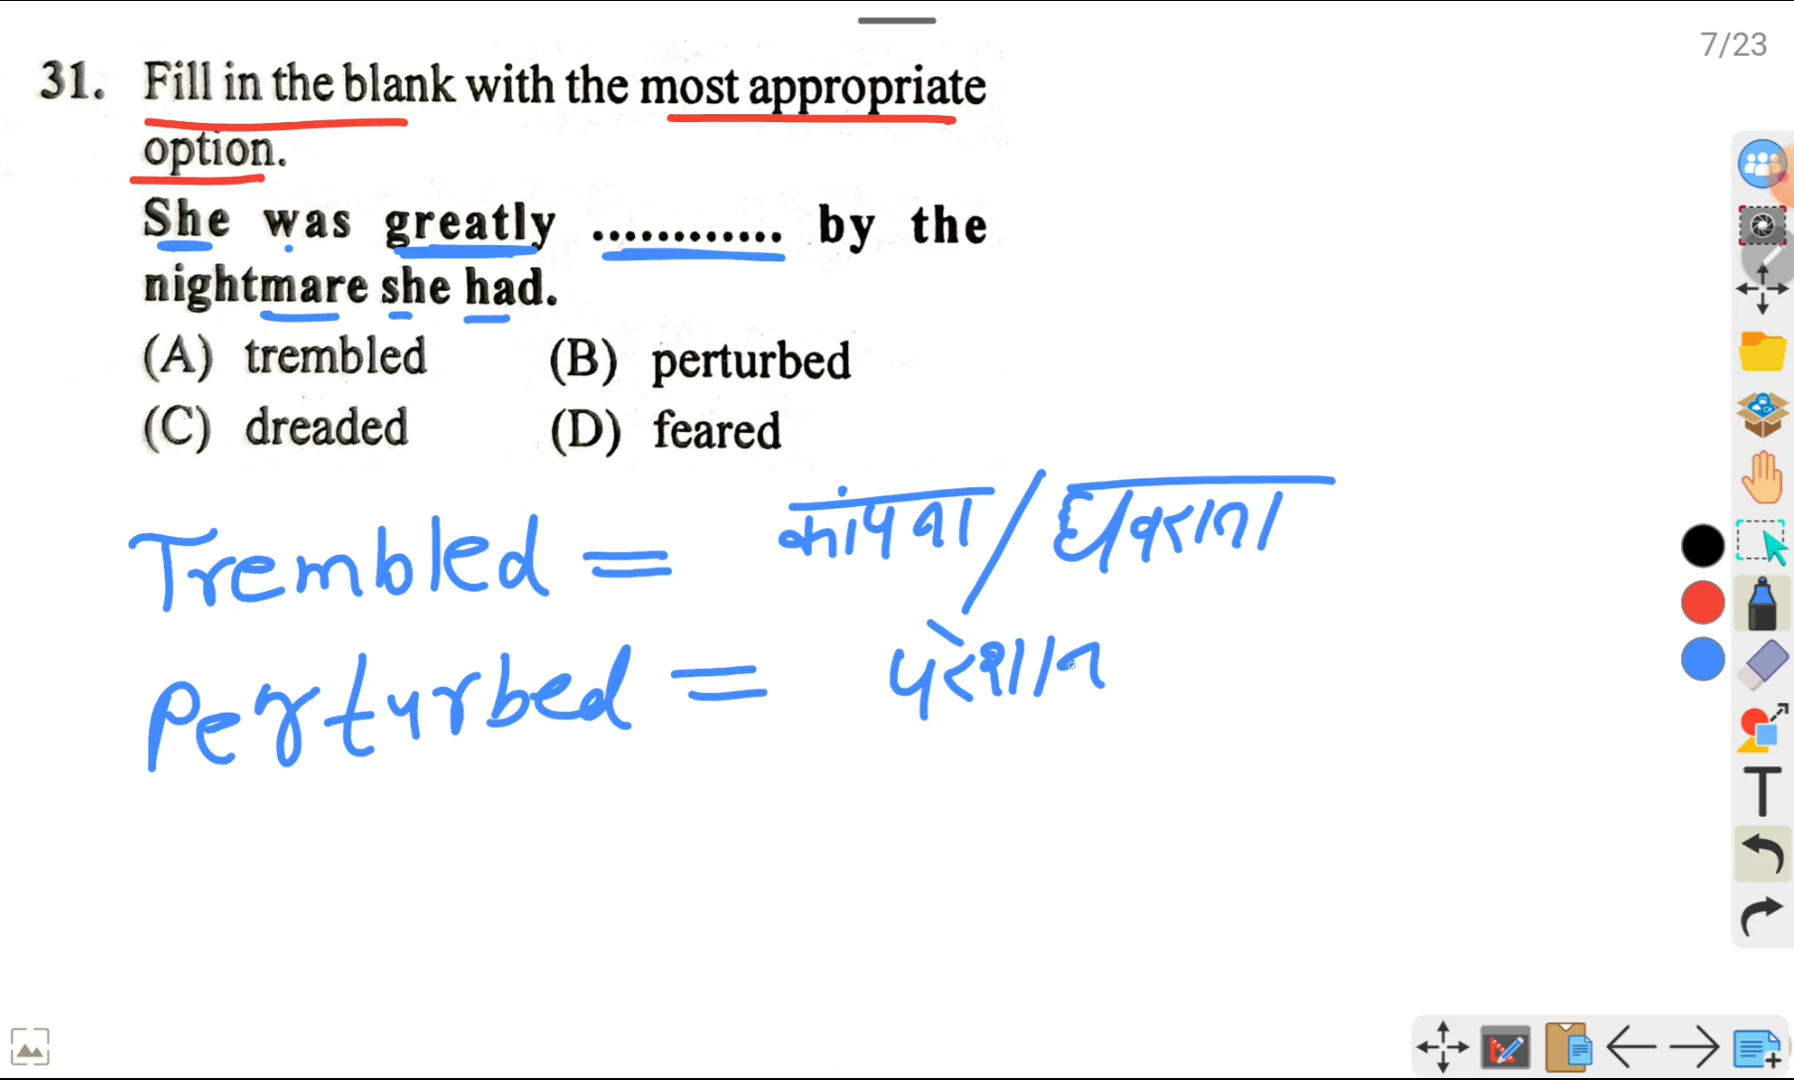 7/23
31. Fill in the blank with the most appropriate
option.
She was greatly ............ by the
nightmare she had.
(A) trembled (B) perturbed
(C) dreaded (D) feared
Trembled = कांपना / घबराना
Perturbed = परेशान
T